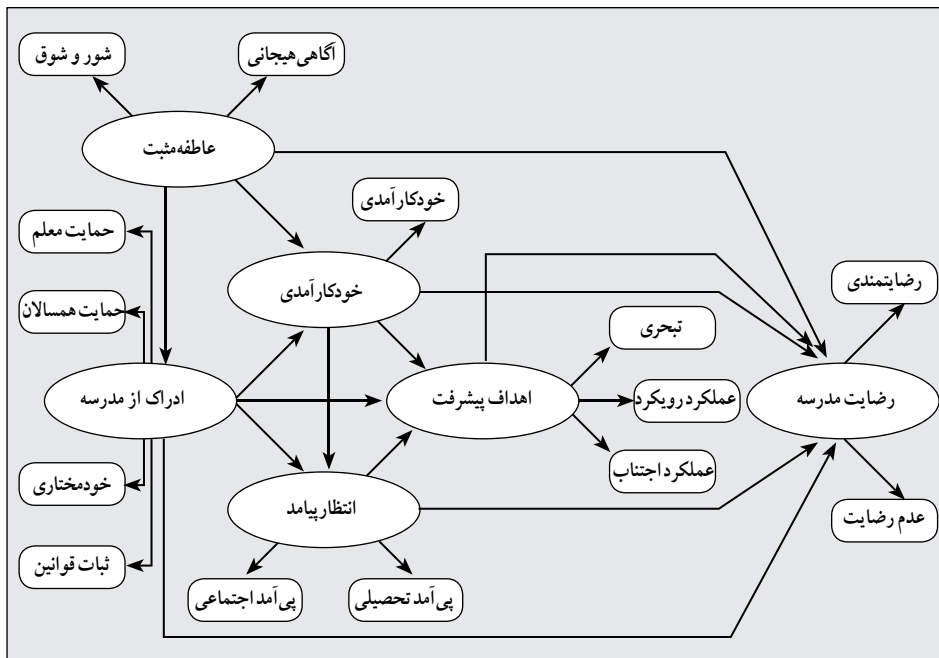 آگاهی هیجانی
شور و شوق
عاطفه مثبت
خودکارآمدی
حمایت معلم
خودکارآمدی
رضایتمندی
حمایت همسالان
تبحری
ادراک از مدرسه
اهداف پیشرفت
عملکرد رویکرد
رضایت مدرسه
عملکرد اجتناب
خودمختاری
انتظار پیامد
عدم رضایت
ثبات قوانین
پی‌آمد اجتماعی
پی‌آمد تحصیلی